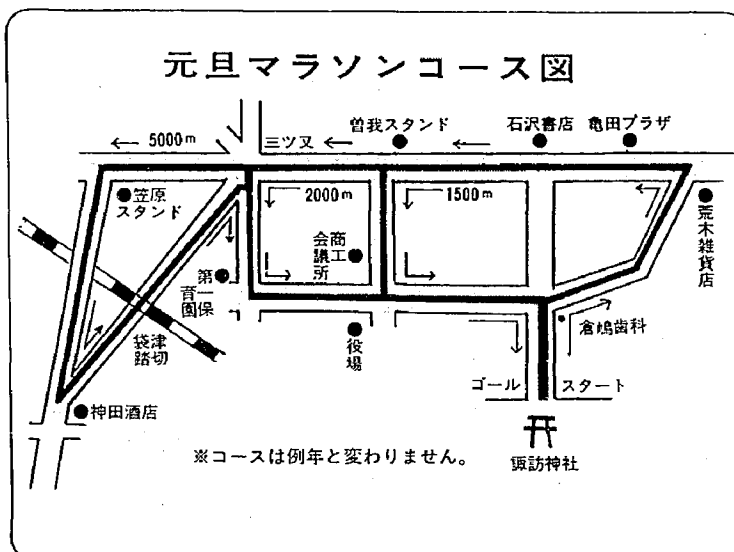 元旦マラソンコース図
← 5000m
三ツ又 ←
曽我スタンド
←
石沢書店
亀田プラザ
笠原
スタンド
2000m
1500m
荒木雑貨店
商工
会議所
第一保
育園
袋津
踏切
役場
倉嶋歯科
ゴール
スタート
神田酒店
諏訪神社
※コースは例年と変わりません。